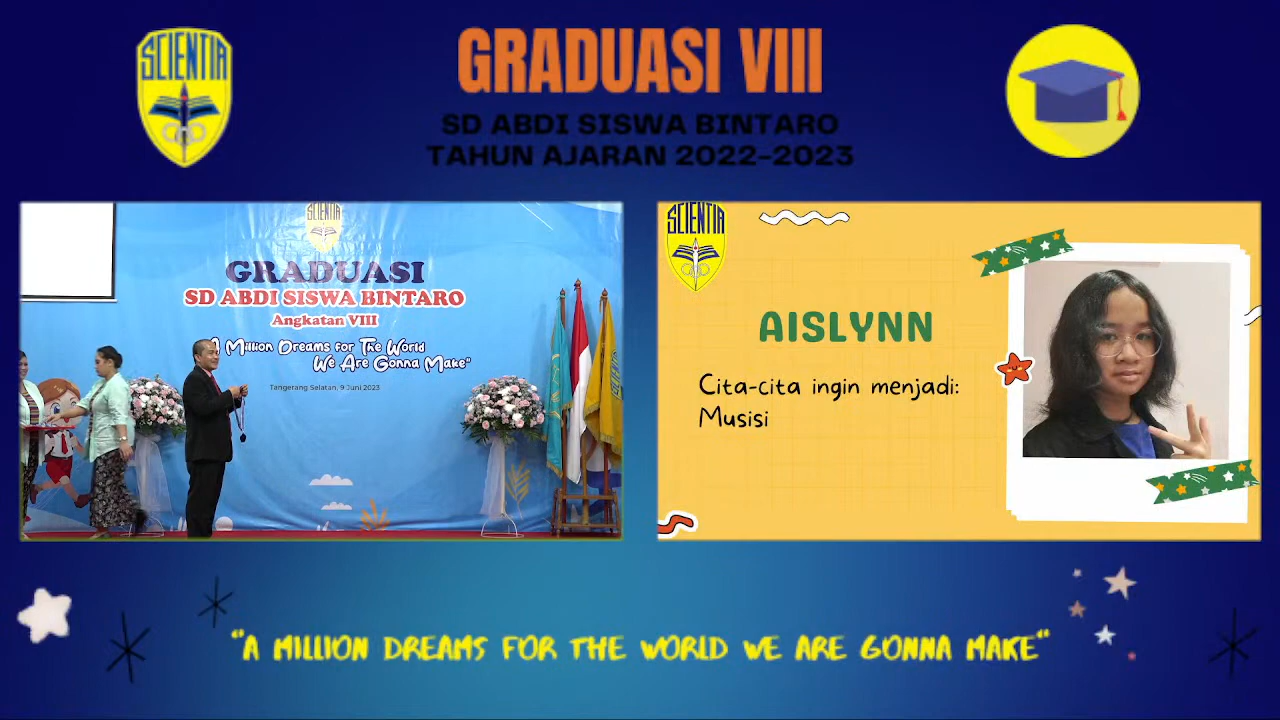 SCIENTIA
GRADUASI VIII
SD ABDI SISWA BINTARO
TAHUN AJARAN 2022-2023
SCIENTIA
GRADUASI
SD ABDI SISWA BINTARO
Angkatan VIII
"A Million Dreams for The World
We Are Gonna Make"
Tangerang Selatan, 9 Juni 2023
SCIENTIA
AISLYNN
Cita-cita ingin menjadi:
Musisi
"A MILLION DREAMS FOR THE WORLD WE ARE GONNA MAKE"